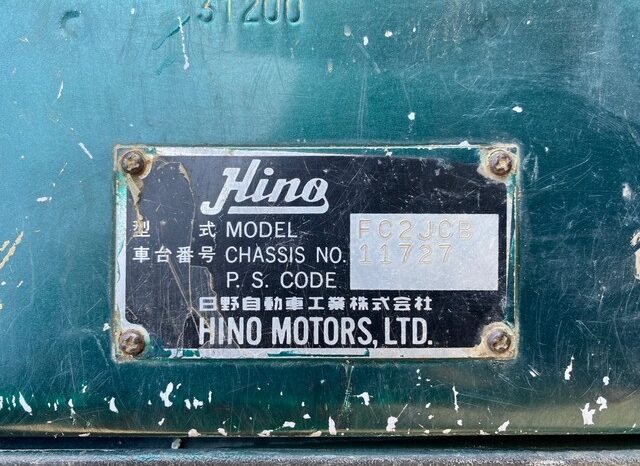 31200
Hino
型 式 MODEL FC2JCB
車台番号 CHASSIS NO. 11727
P. S. CODE
日野自動車工業株式会社
HINO MOTORS, LTD.